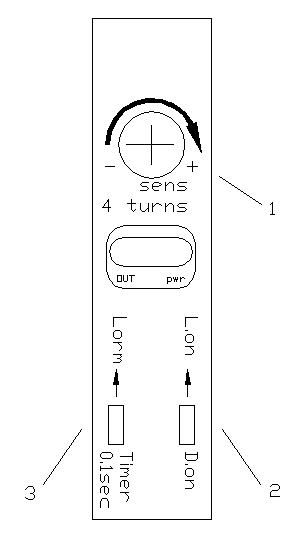 - +
sens
4 turns
OUT pwr
Lorm L.on
Timer
0.1sec
D.on
1
2
3